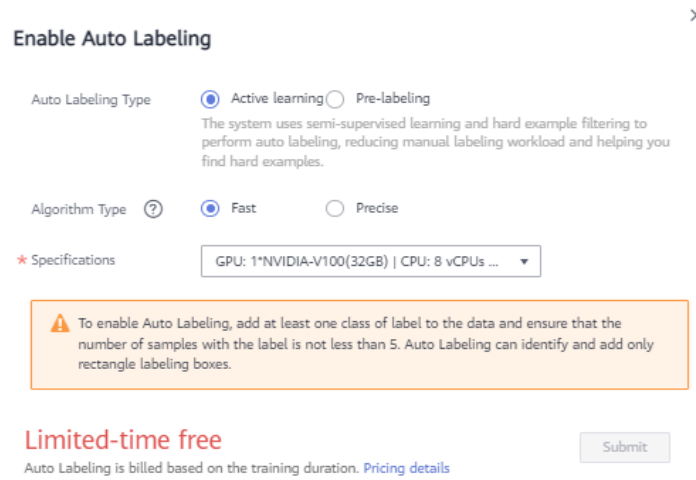 Enable Auto Labeling
Auto Labeling Type Active learning Pre-labeling
The system uses semi-supervised learning and hard example filtering to
perform auto labeling, reducing manual labeling workload and helping you
find hard examples.
Algorithm Type ? Fast Precise
* Specifications GPU: 1*NVIDIA-V100(32GB) | CPU: 8 vCPUs ...
To enable Auto Labeling, add at least one class of label to the data and ensure that the
number of samples with the label is not less than 5. Auto Labeling can identify and add only
rectangle labeling boxes.
Limited-time free
Submit
Auto Labeling is billed based on the training duration. Pricing details